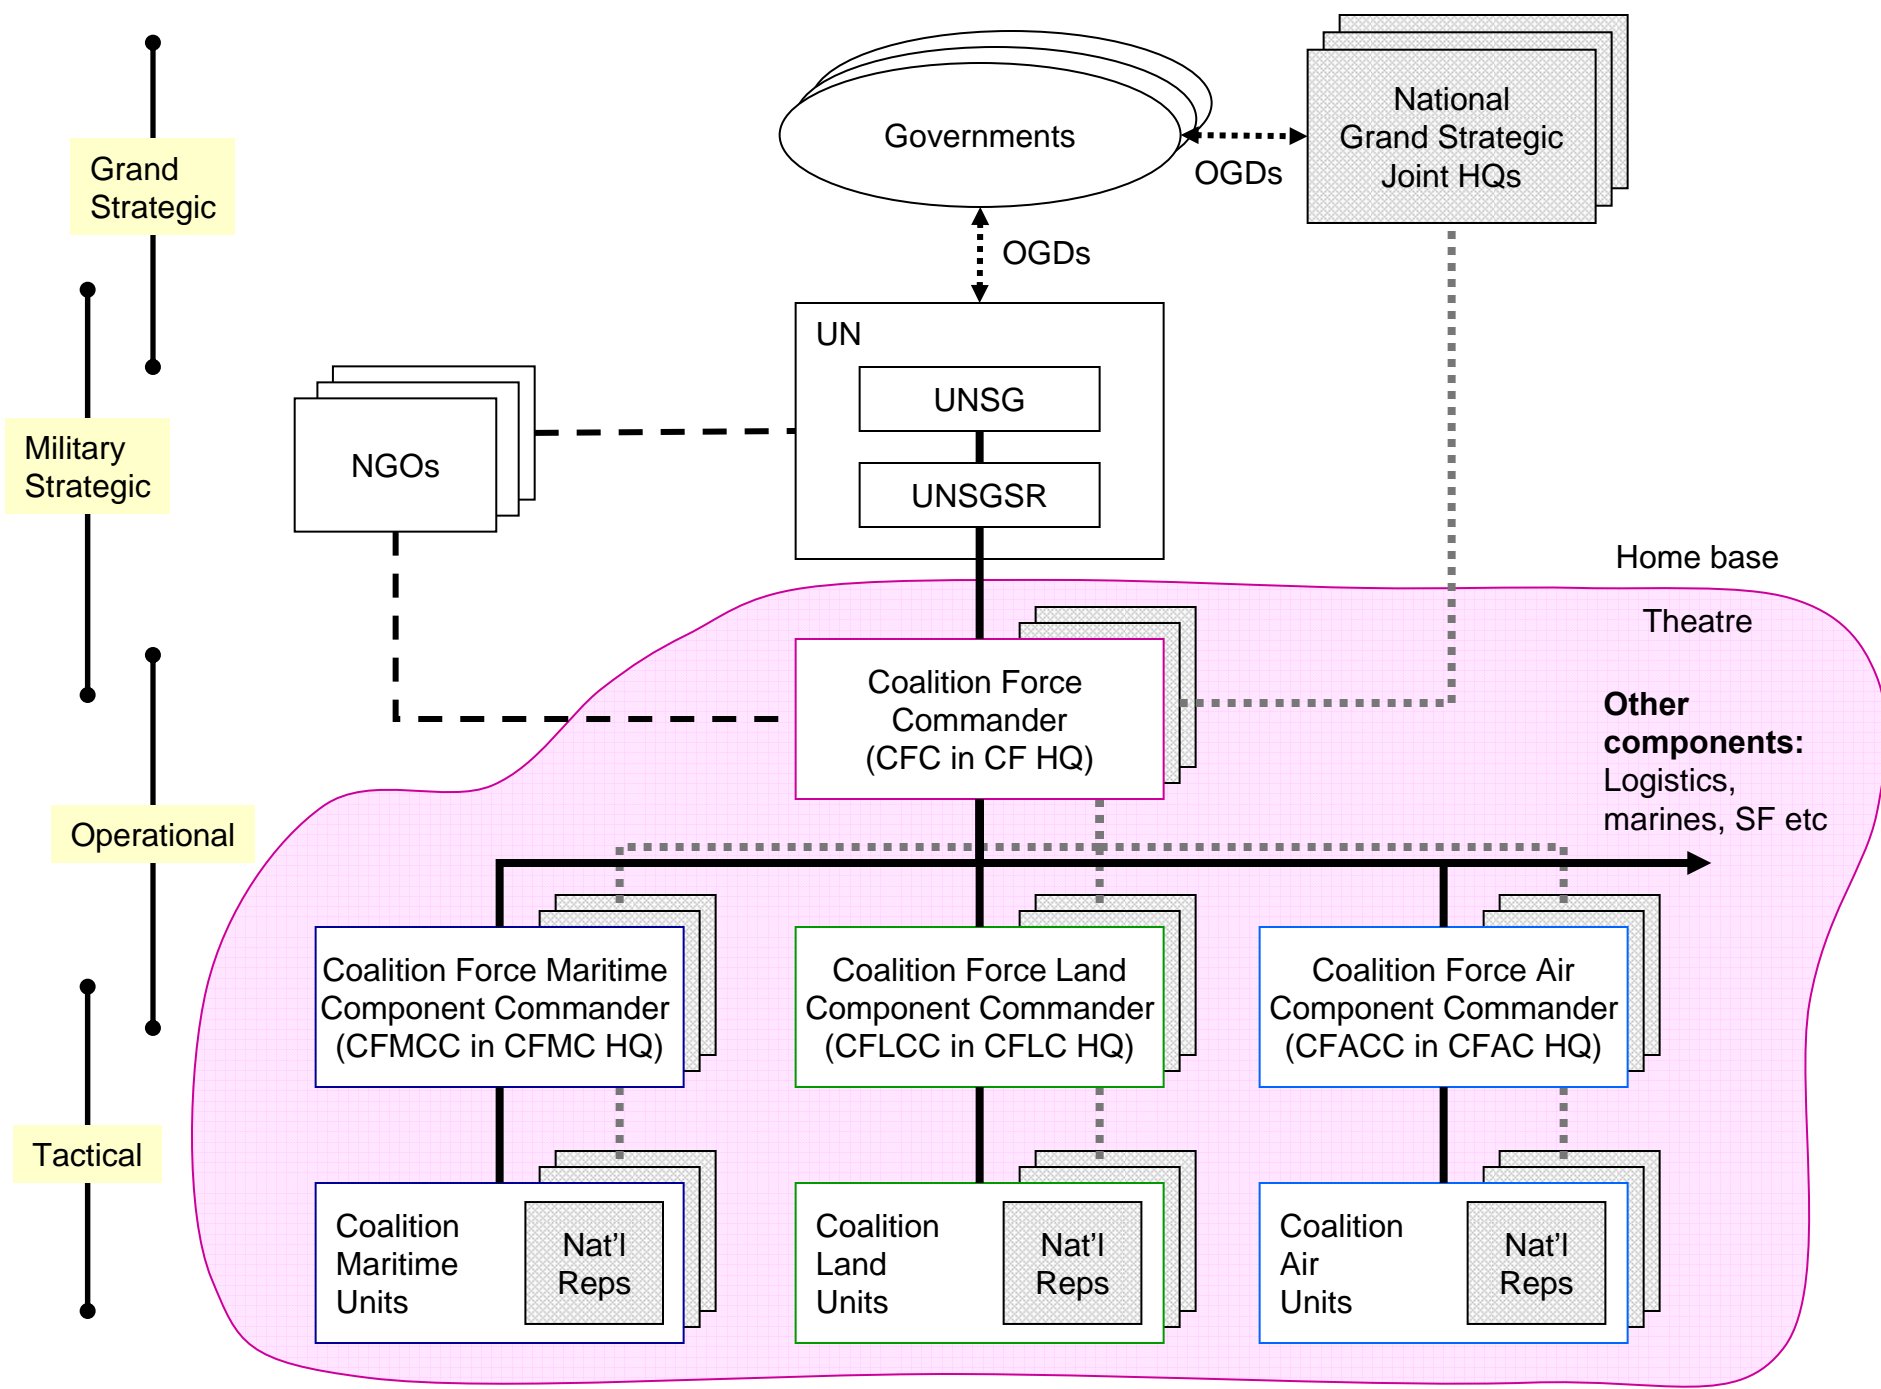 Grand
Strategic
Military
Strategic
Operational
Tactical
Governments
OGDs
National
Grand Strategic
Joint HQs
OGDs
UN
UNSG
UNSGSR
NGOs
Home base
Theatre
Coalition Force
Commander
(CFC in CF HQ)
Other
components:
Logistics,
marines, SF etc
Coalition Force Maritime
Component Commander
(CFMCC in CFMC HQ)
Coalition Force Land
Component Commander
(CFLCC in CFLC HQ)
Coalition Force Air
Component Commander
(CFACC in CFAC HQ)
Coalition
Maritime
Units
Nat’l
Reps
Coalition
Land
Units
Nat’l
Reps
Coalition
Air
Units
Nat’l
Reps